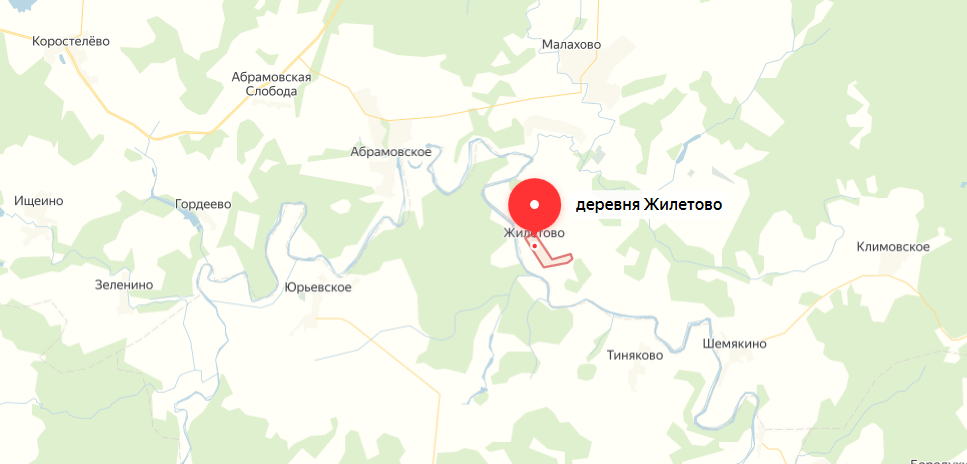 Коростелёво
Малахово
Абрамовская
Слобода
Абрамовское
Ищеино
Гордеево
деревня Жилетово
Жилетово
Климовское
Зеленино
Юрьевское
Шемякино
Тиняково